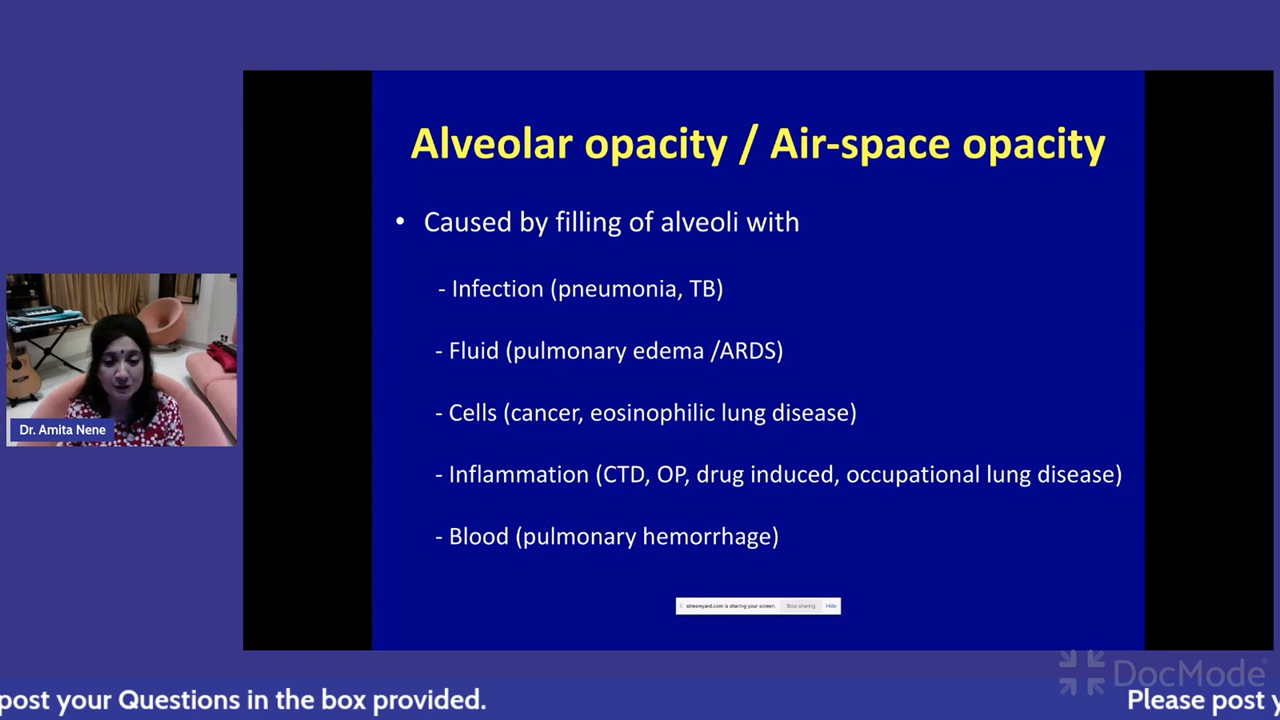 Alveolar opacity / Air-space opacity
• Caused by filling of alveoli with
- Infection (pneumonia, TB)
- Fluid (pulmonary edema /ARDS)
- Cells (cancer, eosinophilic lung disease)
- Inflammation (CTD, OP, drug induced, occupational lung disease)
- Blood (pulmonary hemorrhage)
streamyard.com is sharing your screen. Stop sharing Hide
Dr. Amita Nene
DocMode
post your Questions in the box provided. Please post y